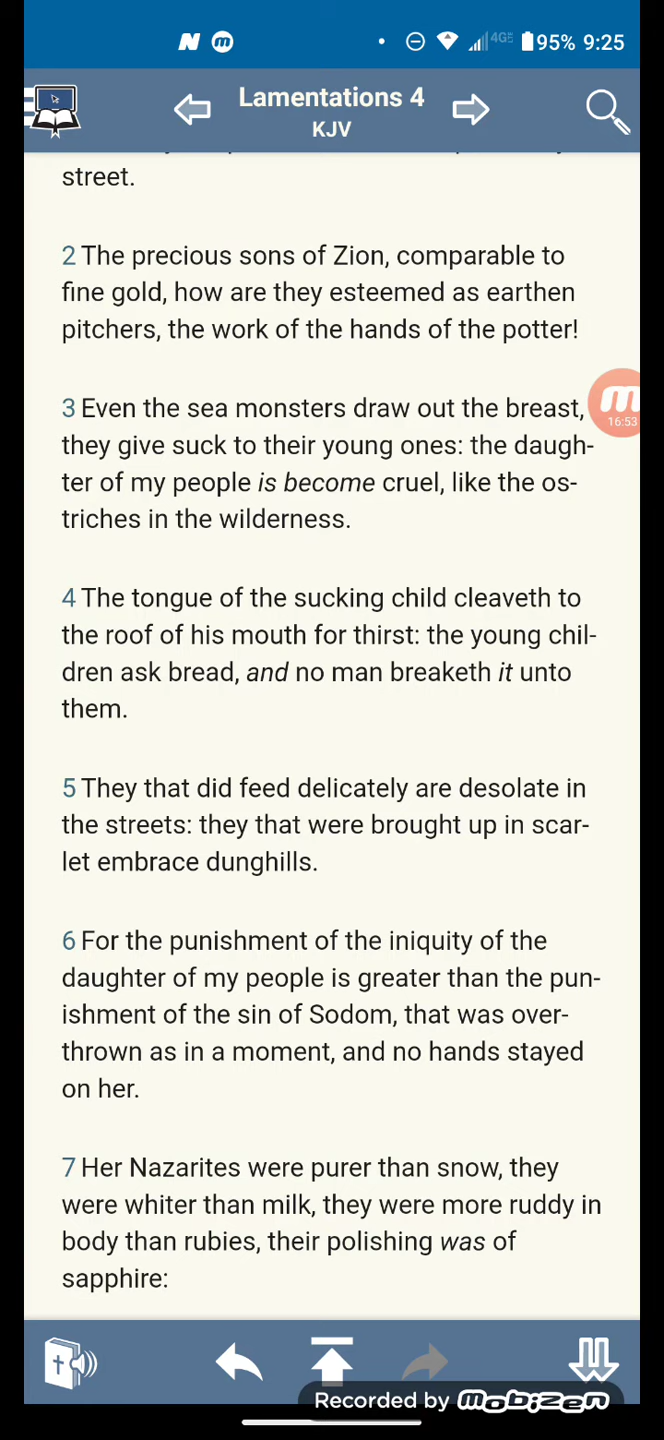 4G 95% 9:25
Lamentations 4
KJV
street.
2 The precious sons of Zion, comparable to
fine gold, how are they esteemed as earthen
pitchers, the work of the hands of the potter!
3 Even the sea monsters draw out the breast,
they give suck to their young ones: the daugh-
ter of my people is become cruel, like the os-
triches in the wilderness.
16:53
4 The tongue of the sucking child cleaveth to
the roof of his mouth for thirst: the young chil-
dren ask bread, and no man breaketh it unto
them.
5 They that did feed delicately are desolate in
the streets: they that were brought up in scar-
let embrace dunghills.
6 For the punishment of the iniquity of the
daughter of my people is greater than the pun-
ishment of the sin of Sodom, that was over-
thrown as in a moment, and no hands stayed
on her.
7 Her Nazarites were purer than snow, they
were whiter than milk, they were more ruddy in
body than rubies, their polishing was of
sapphire:
Recorded by mobizen